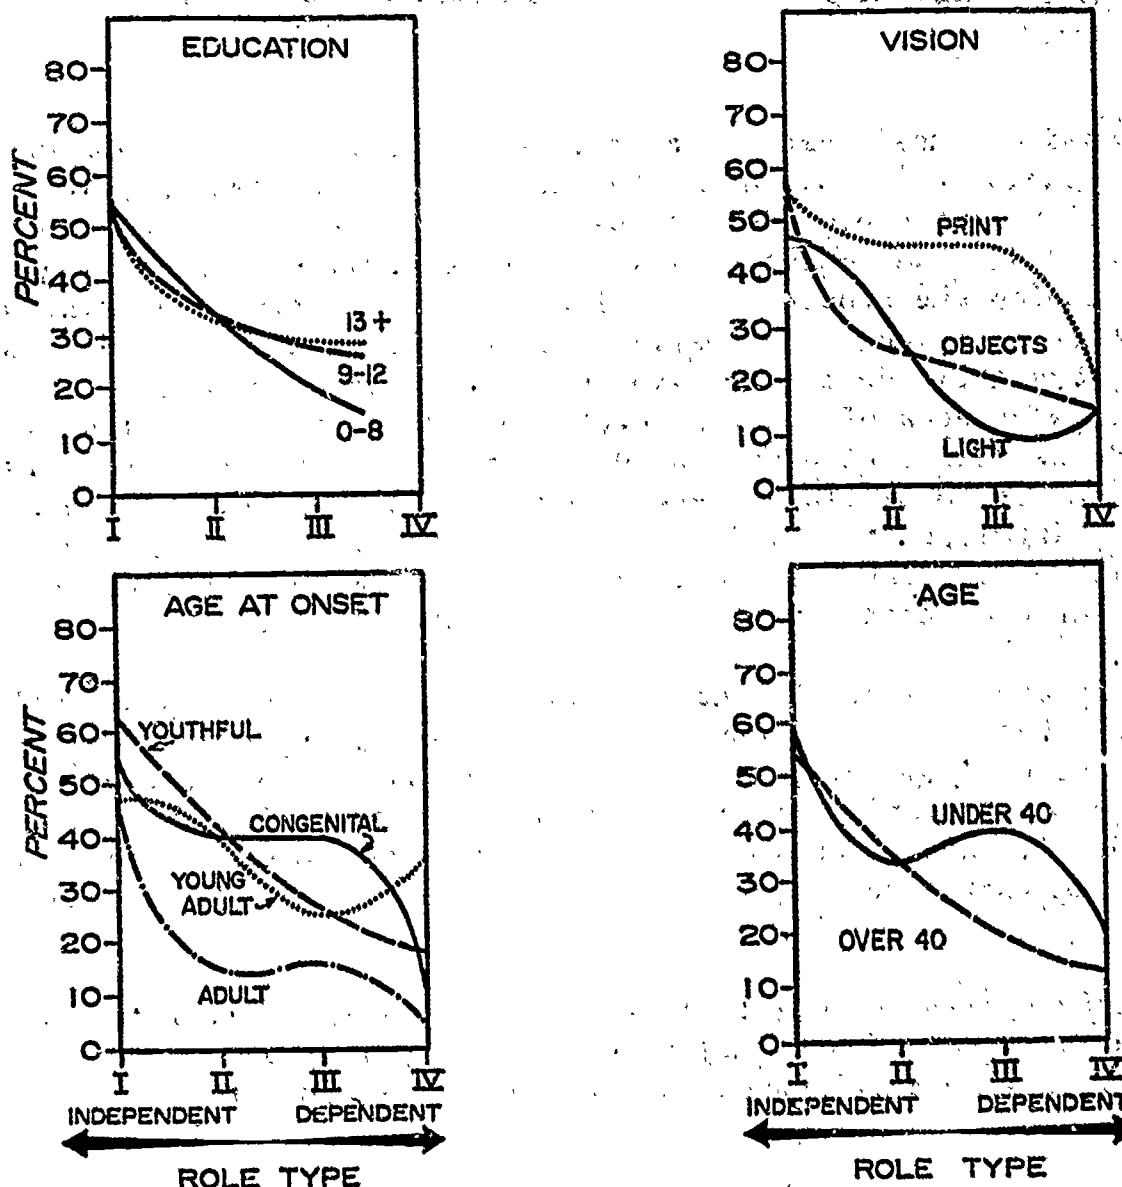 EDUCATION
80
70
60
50
40
30
20
10
0
PERCENT
13+
9-12
0-8
I II III IV
VISION
80
70
60
50
40
30
20
10
0
PRINT
OBJECTS
LIGHT
I II III IV
AGE AT ONSET
80
70
60
50
40
30
20
10
0
PERCENT
YOUTHFUL
CONGENITAL
YOUNG
ADULT
ADULT
I II III IV
INDEPENDENT DEPENDENT
ROLE TYPE
AGE
80
70
60
50
40
30
20
10
0
UNDER 40
OVER 40
I II III IV
INDEPENDENT DEPENDENT
ROLE TYPE